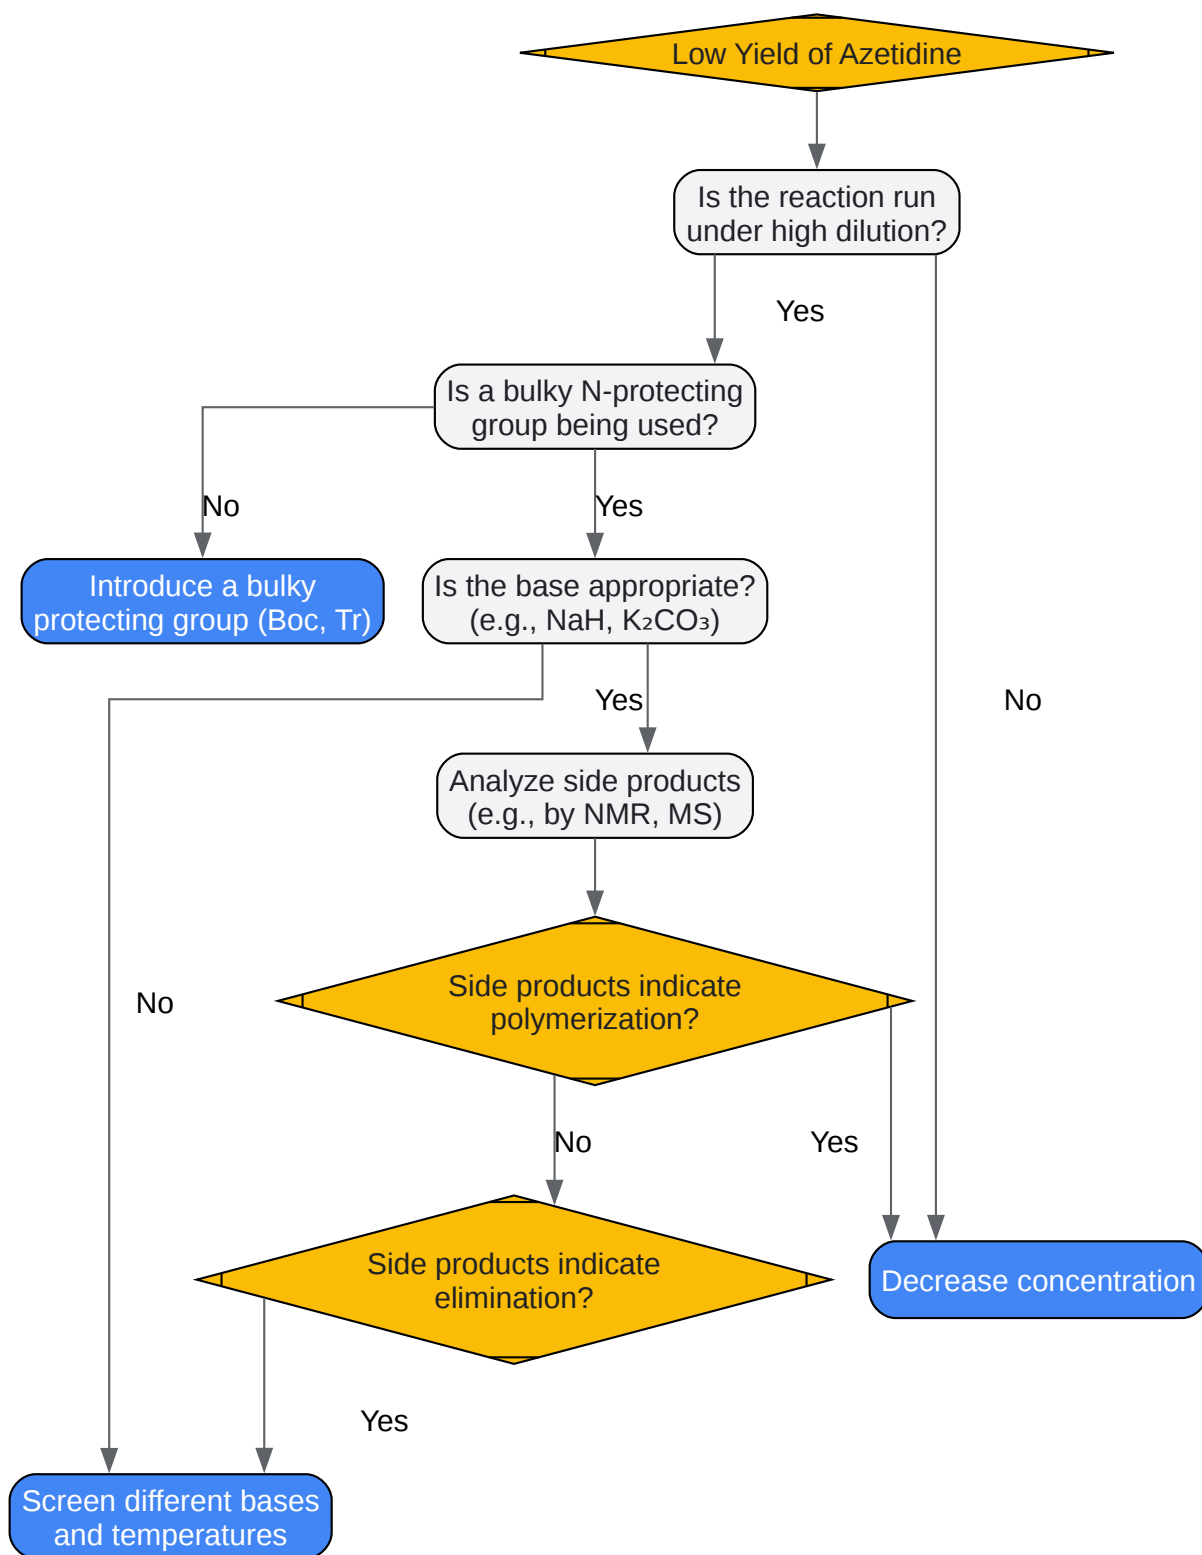 Low Yield of Azetidine
Is the reaction run
under high dilution?
Yes
Is a bulky N-protecting
group being used?
No
Yes
Introduce a bulky
protecting group (Boc, Tr)
Is the base appropriate?
(e.g., NaH, K₂CO₃)
Yes
No
Analyze side products
(e.g., by NMR, MS)
Side products indicate
polymerization?
No
No
Yes
Side products indicate
elimination?
Decrease concentration
Yes
Screen different bases
and temperatures